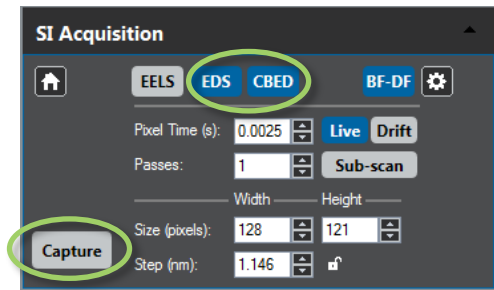 SI Acquisition
EELS EDS CBED BF-DF
Pixel Time (s): 0.0025 Live Drift
Passes: 1 Sub-scan
Width Height
Size (pixels): 128 121
Capture
Step (nm): 1.146